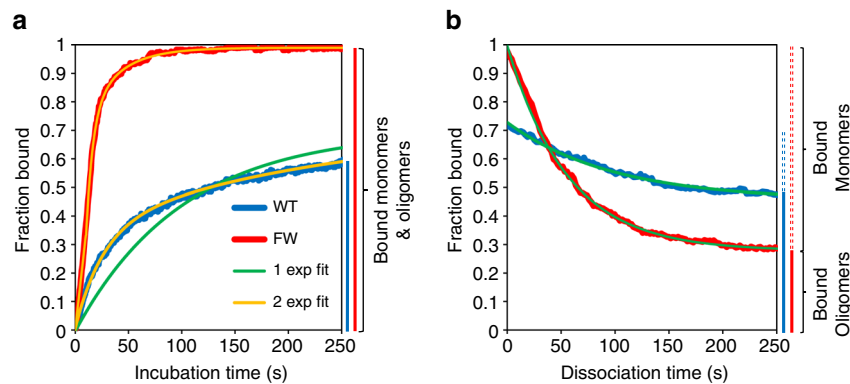 a
Fraction bound
1
0.9
0.8
0.7
0.6
0.5
0.4
0.3
0.2
0.1
0
WT
FW
1 exp fit
2 exp fit
0 50 100 150 200 250
Incubation time (s)
Bound monomers
& oligomers
b
Fraction bound
1
0.9
0.8
0.7
0.6
0.5
0.4
0.3
0.2
0.1
0
0 50 100 150 200 250
Dissociation time (s)
Bound
Monomers
Bound
Oligomers